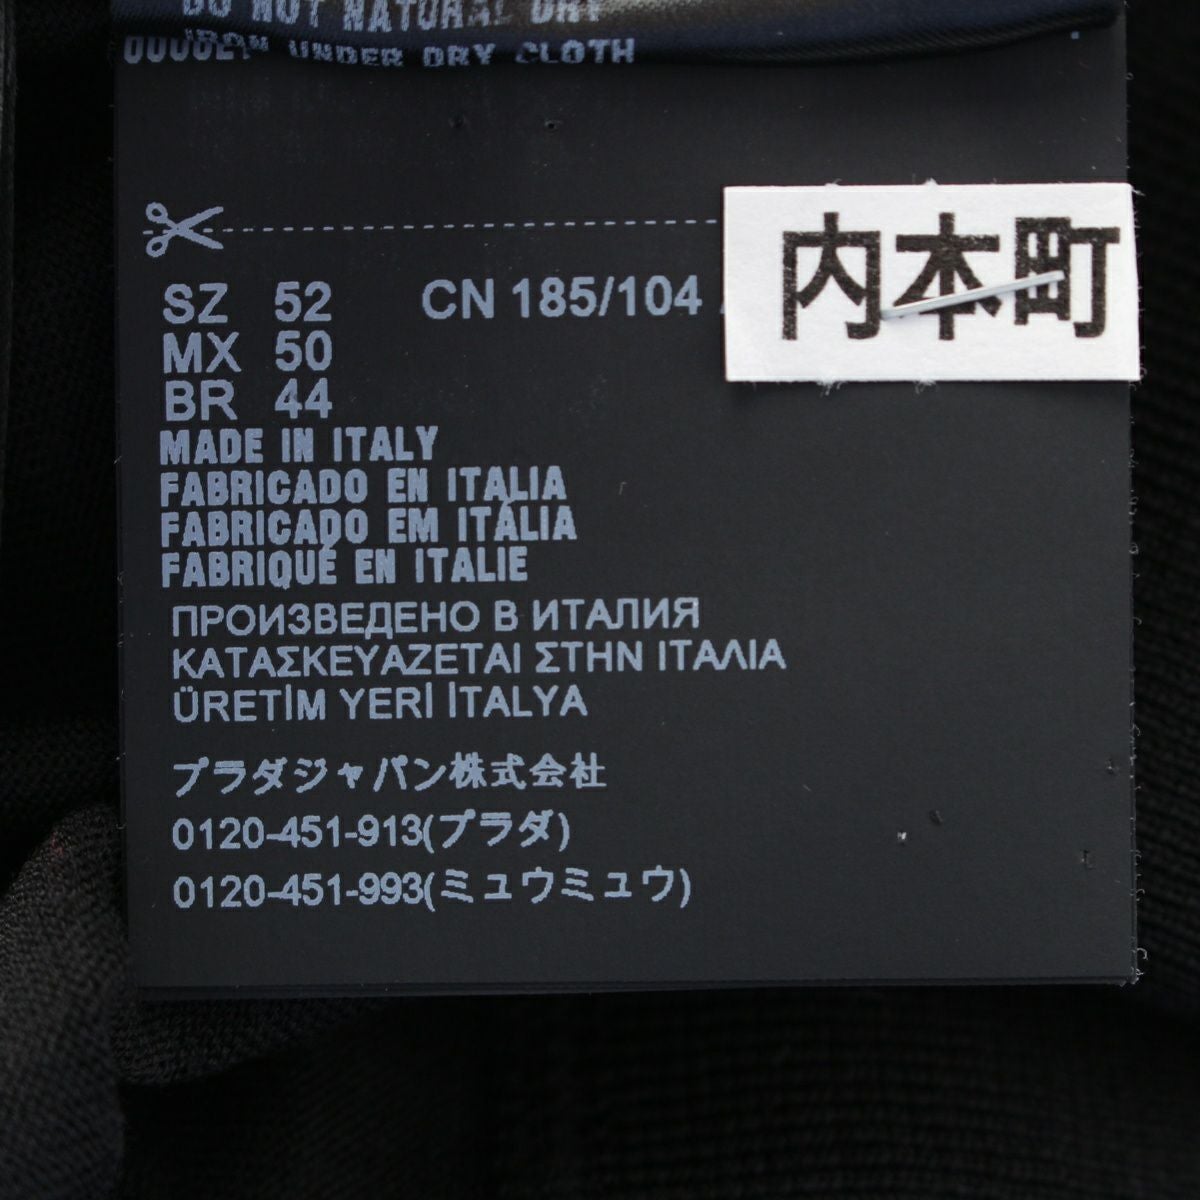 DO NOT NATURAL DRY
IRON UNDER DRY CLOTH
内本町
SZ 52 CN 185/104
MX 50
BR 44
MADE IN ITALY
FABRICADO EN ITALIA
FABRICADO EM ITÁLIA
FABRIQUÉ EN ITALIE
ПРОИЗВЕДЕНО В ИТАЛИЯ
ΚΑΤΑΣΚΕΥΑΖΕΤΑΙ ΣΤΗΝ ΙΤΑΛΙΑ
ÜRETİM YERİ İTALYA
プラダジャパン株式会社
0120-451-913(プラダ)
0120-451-993(ミュウミュウ)